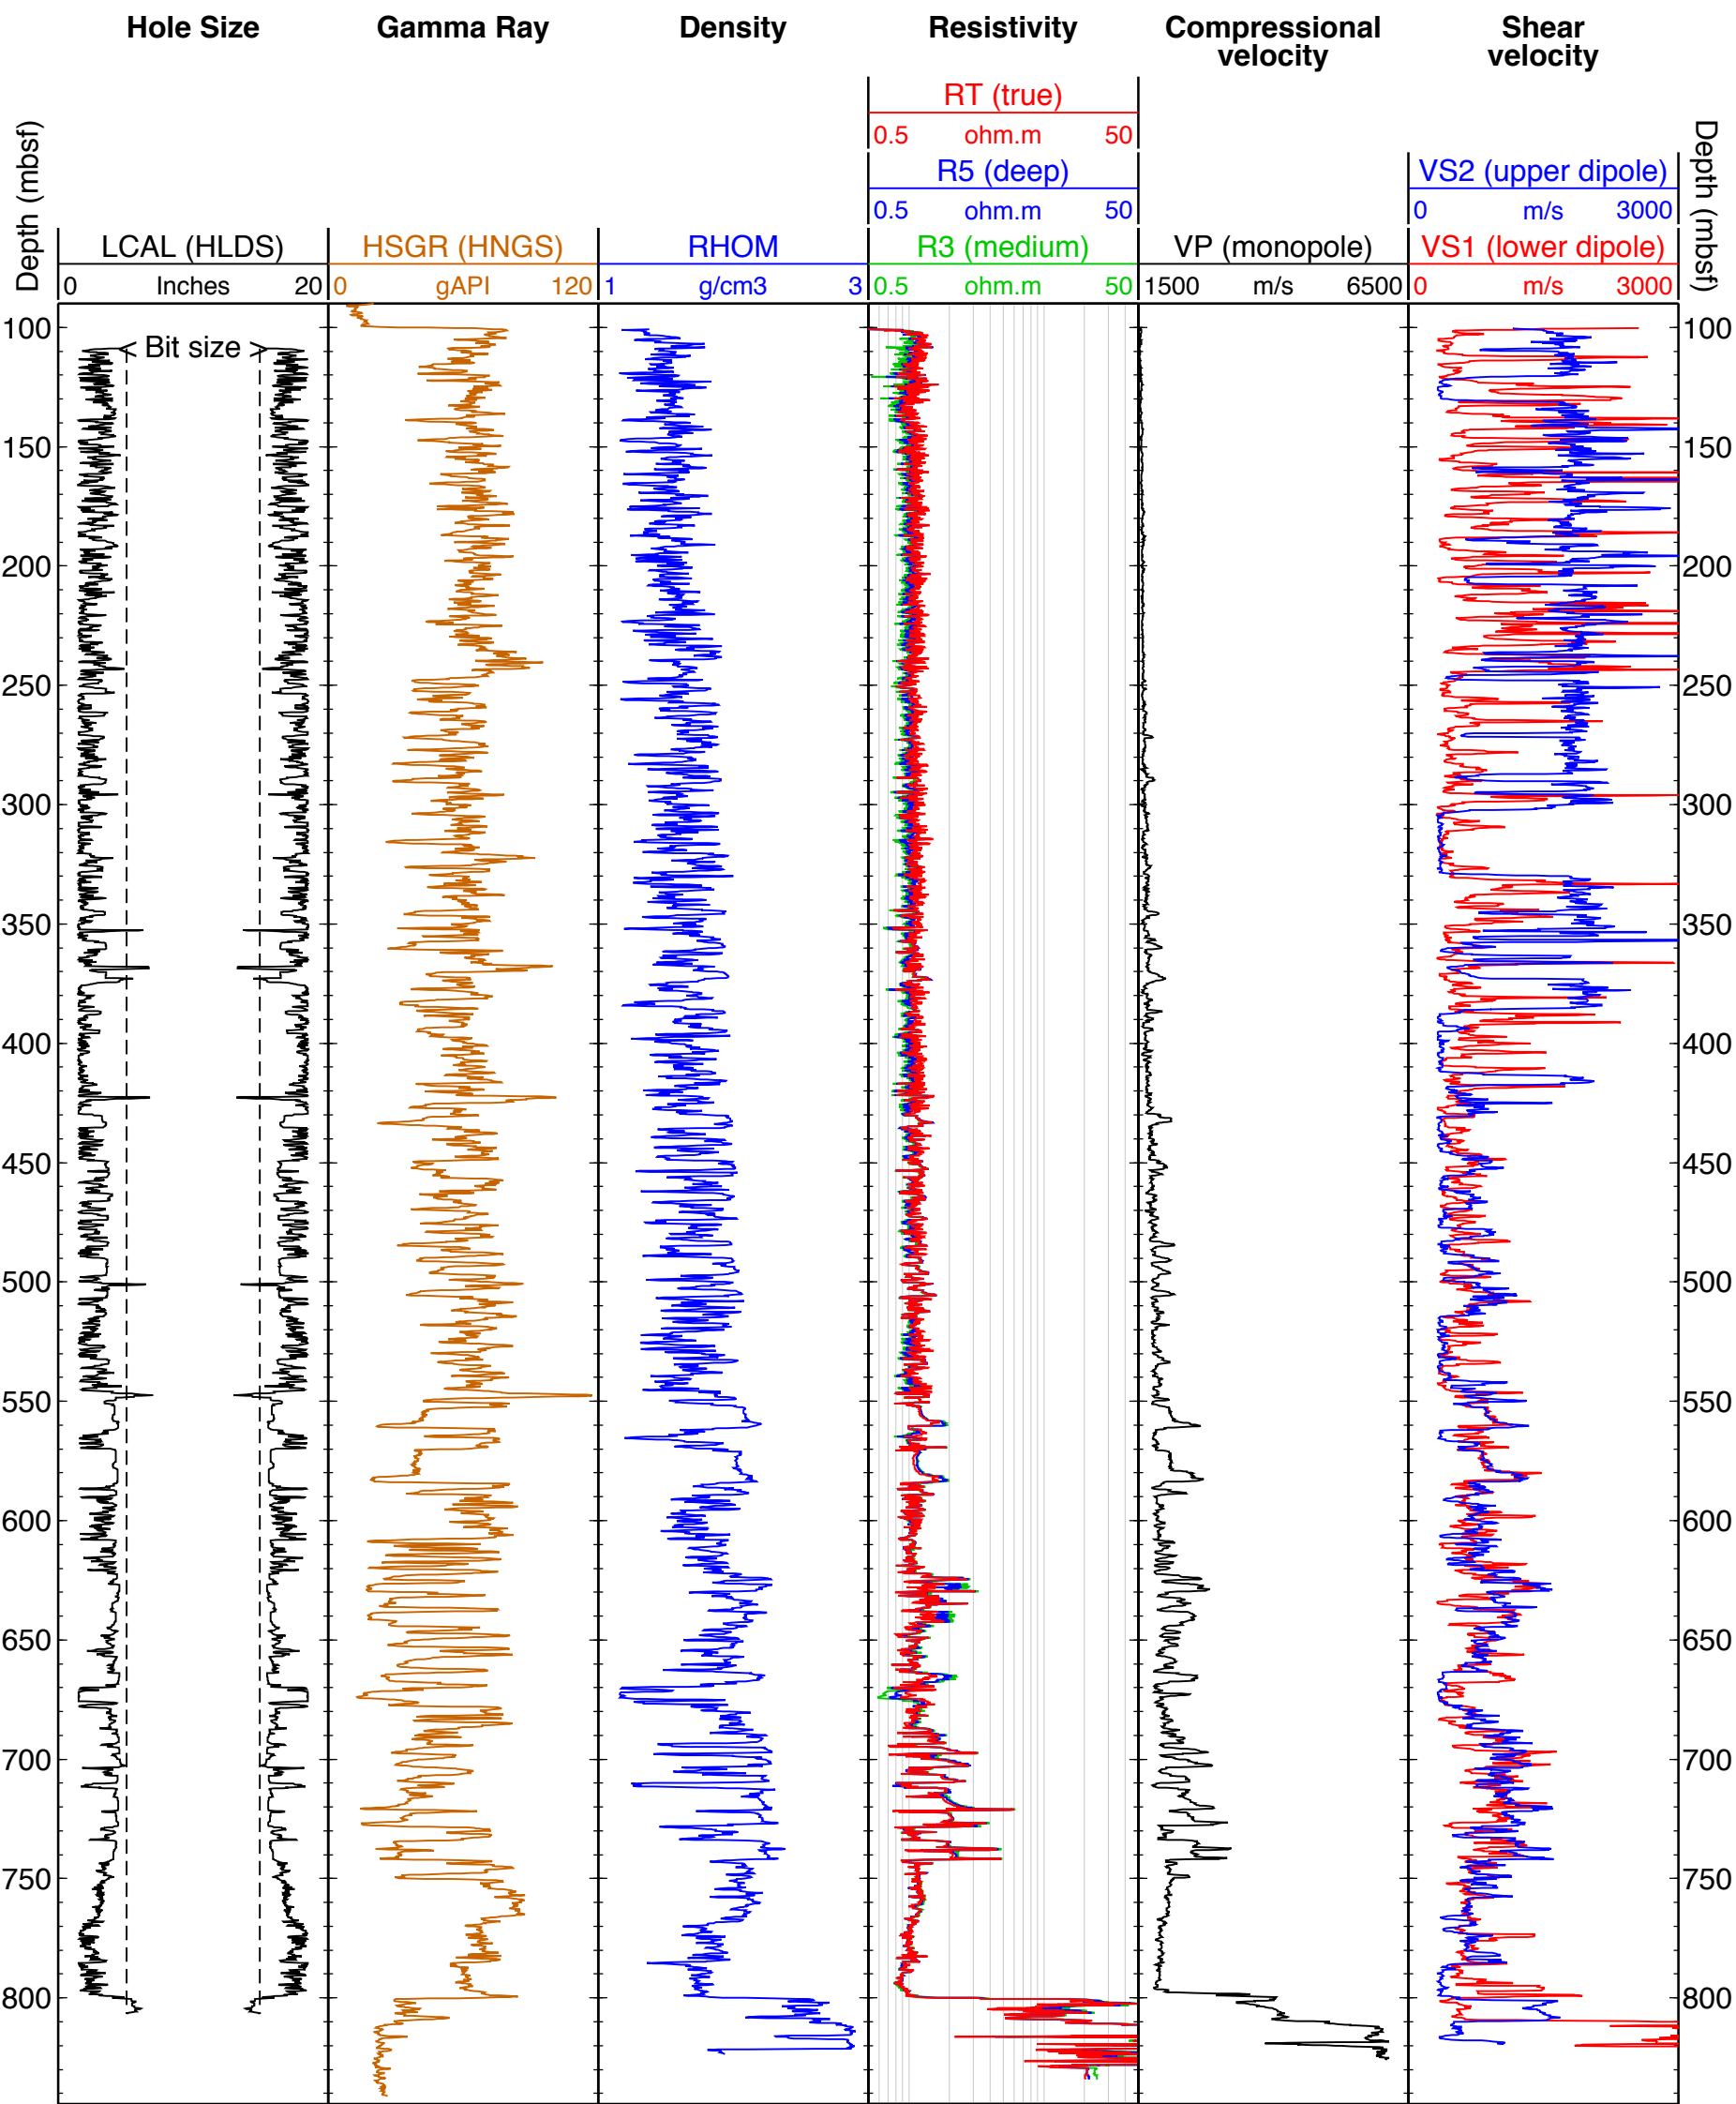 Hole Size
Gamma Ray
Density
Resistivity
Compressional
velocity
Shear
velocity
RT (true)
0.5 ohm.m 50
R5 (deep)
0.5 ohm.m 50
VS2 (upper dipole)
0 m/s 3000
Depth (mbsf)
LCAL (HLDS)
0 Inches 20
HSGR (HNGS)
0 gAPI 120
RHOM
1 g/cm3 3
R3 (medium)
0.5 ohm.m 50
VP (monopole)
1500 m/s 6500
VS1 (lower dipole)
0 m/s 3000
Depth (mbsf)
< Bit size >
100 100
150 150
200 200
250 250
300 300
350 350
400 400
450 450
500 500
550 550
600 600
650 650
700 700
750 750
800 800